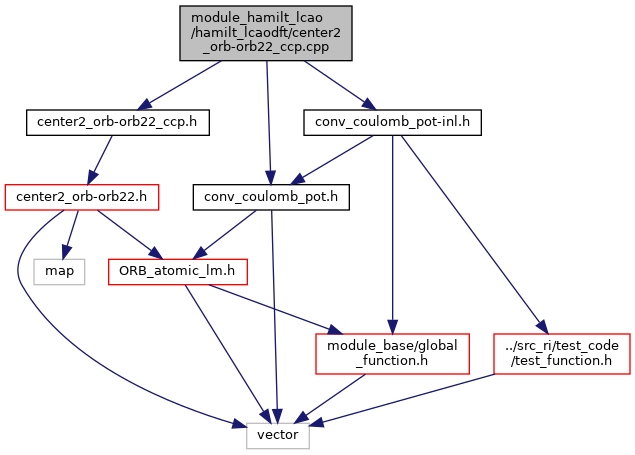 module_hamilt_lcao
/hamilt_lcaodft/center2
_orb-orb22_ccp.cpp
center2_orb-orb22_ccp.h
conv_coulomb_pot-inl.h
center2_orb-orb22.h
conv_coulomb_pot.h
map
ORB_atomic_lm.h
module_base/global
_function.h
../src_ri/test_code
/test_function.h
vector